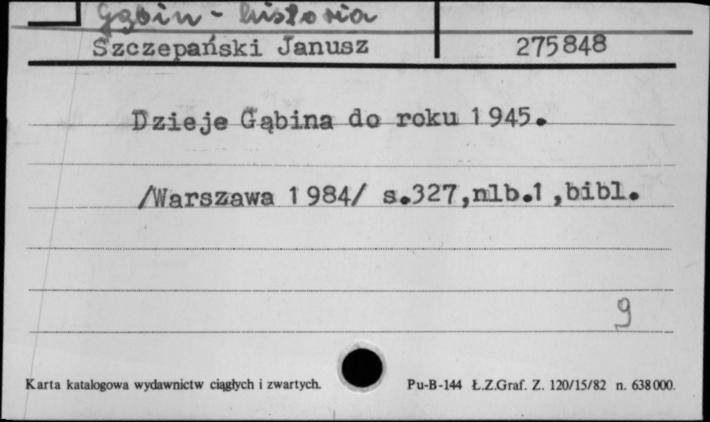 Gąbin - historia
Szczepański Janusz 275848
Dzieje Gąbina do roku 1945.
/Warszawa 1984/ s.327,nlb.1,bibl.
9
Karta katalogowa wydawnictw ciągłych i zwartych. Pu-B-144 Ł.Z.Graf. Z. 120/15/82 n. 638000.